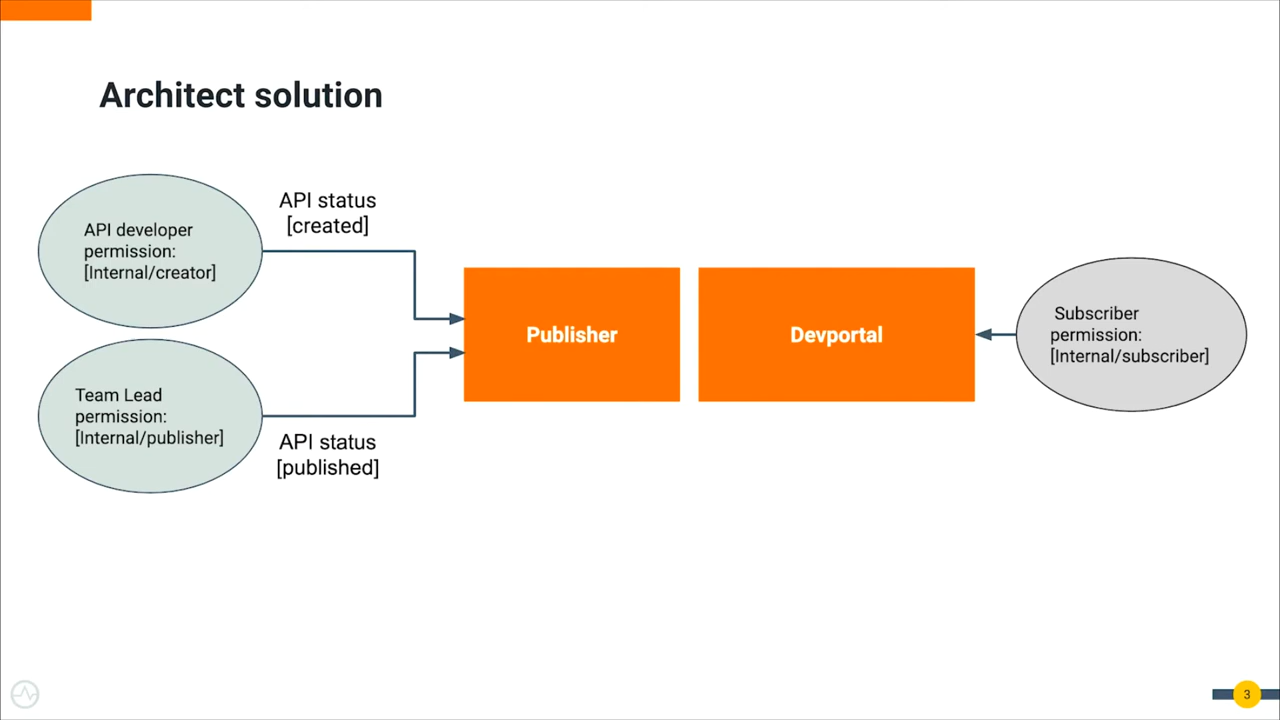 Architect solution
API developer
permission:
[Internal/creator]
API status
[created]
Team Lead
permission:
[Internal/publisher]
API status
[published]
Publisher
Devportal
Subscriber
permission:
[Internal/subscriber]
3